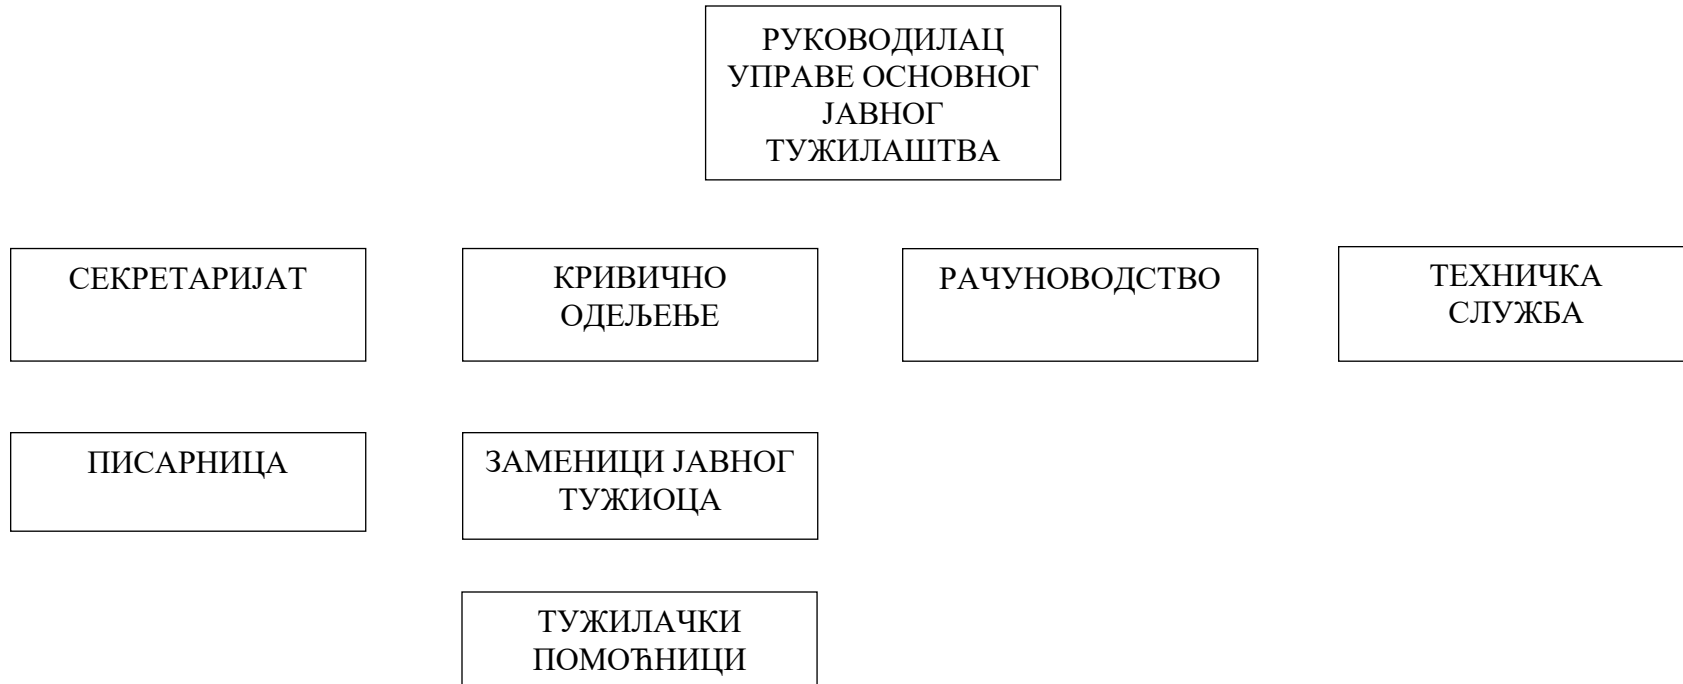 РУКОВОДИЛАЦ
УПРАВЕ ОСНОВНОГ
ЈАВНОГ
ТУЖИЛАШТВА
СЕКРЕТАРИЈАТ
КРИВИЧНО
ОДЕЉЕЊЕ
РАЧУНОВОДСТВО
ТЕХНИЧКА
СЛУЖБА
ПИСАРНИЦА
ЗАМЕНИЦИ ЈАВНОГ
ТУЖИОЦА
ТУЖИЛАЧКИ
ПОМОЋНИЦИ